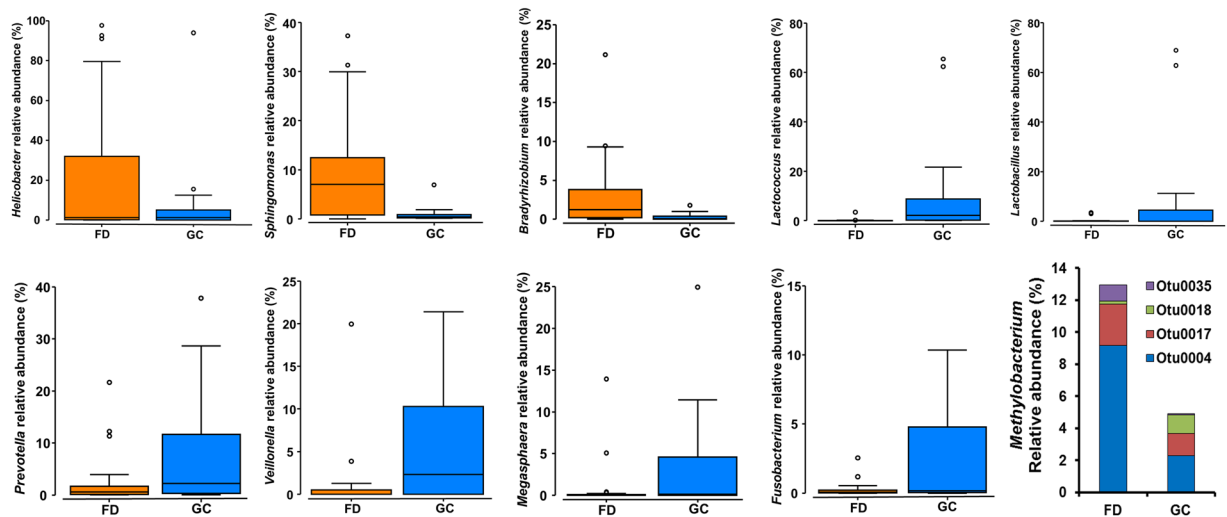 Helicobacter relative abundance (%)
100
80
60
40
20
0
FD
GC
Sphingomonas relative abundance (%)
40
30
20
10
0
FD
GC
Bradyrhizobium relative abundance (%)
25
20
15
10
5
0
FD
GC
Lactococcus relative abundance (%)
80
60
40
20
0
FD
GC
Lactobacillus relative abundance (%)
80
60
40
20
0
FD
GC
Prevotella relative abundance (%)
40
30
20
10
0
FD
GC
Veillonella relative abundance (%)
25
20
15
10
5
0
FD
GC
Megasphaera relative abundance (%)
25
20
15
10
5
0
FD
GC
Fusobacterium relative abundance (%)
15
10
5
0
FD
GC
Methylobacterium
Relative abundance (%)
14
12
10
8
6
4
2
0
FD
GC
Otu0035
Otu0018
Otu0017
Otu0004